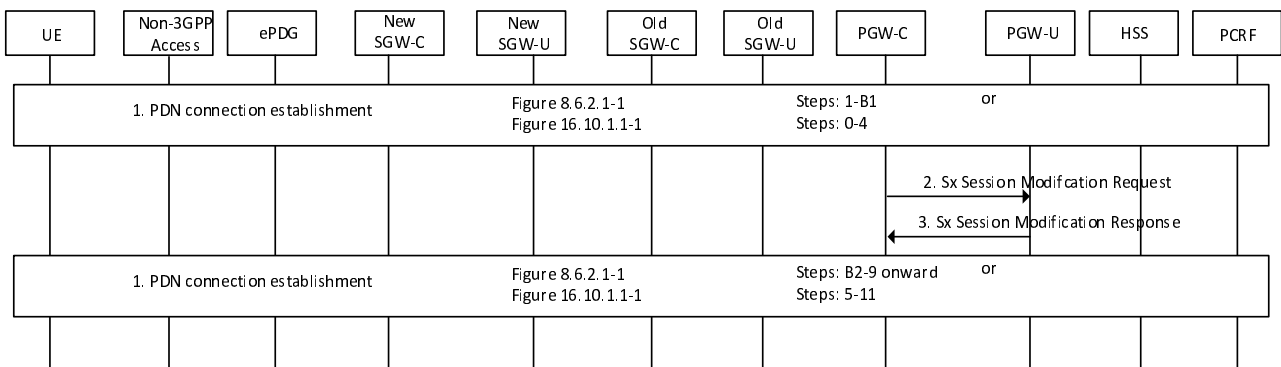 UE
Non-3GPP
Access
ePDG
New
SGW-C
New
SGW-U
Old
SGW-C
Old
SGW-U
PGW-C
PGW-U
HSS
PCRF
1. PDN connection establishment
Figure 8.6.2.1-1
Figure 16.10.1.1-1
Steps: 1-B1
or
Steps: 0-4
2. Sx Session Modifcation Request
3. Sx Session Modification Response
1. PDN connection establishment
Figure 8.6.2.1-1
Figure 16.10.1.1-1
Steps: B2-9 onward
or
Steps: 5-11